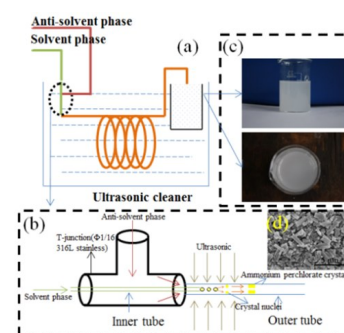 Anti-solvent phase
Solvent phase
(a)
(c)
Ultrasonic cleaner
(b)
Anti-solvent
phase
(d)
T-junction(Φ1/16
316L stainless)
Ultrasonic
Ammonium perchlorate crystal
Solvent phase
Crystal nuclei
Inner tube
Outer tube